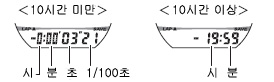 <10시간 미만> <10시간 이상>
LAP-A
-0:00'03"21 - 19:59
시 분 초 1/100초 시 분